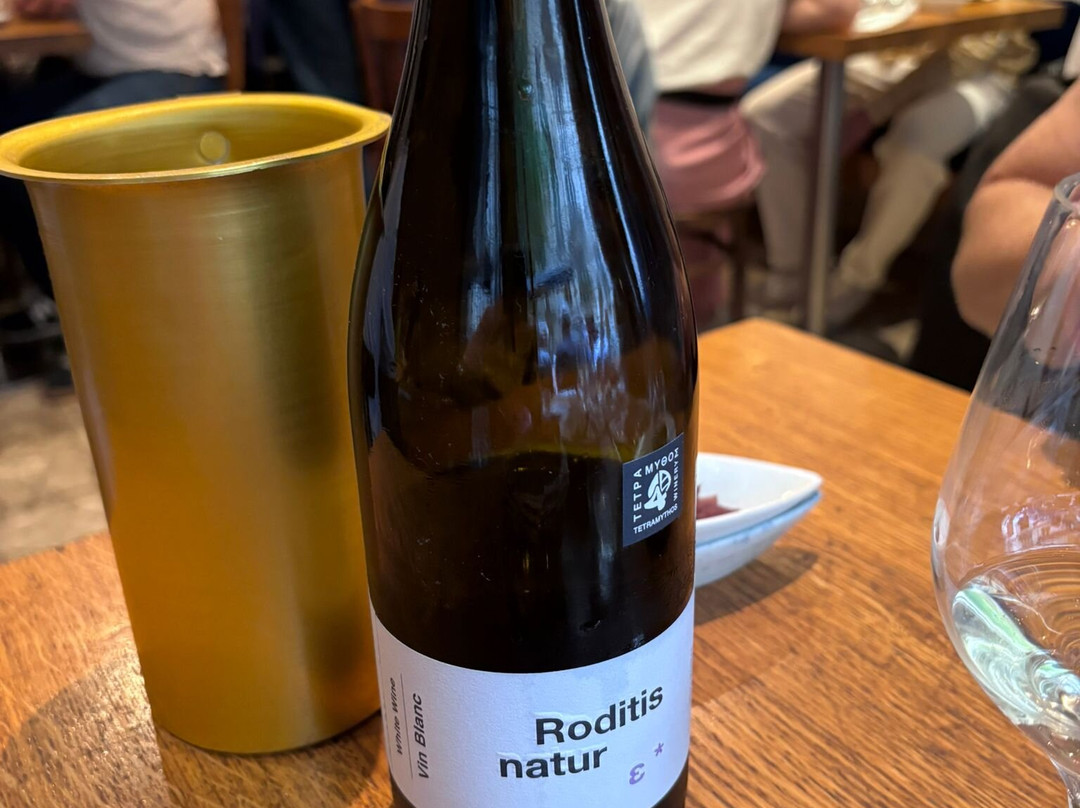 ΤΕΤΡΑ
ΜΥΘΟΣ
WINERY
TETRAMYTHOS
White Wine
Vin Blanc
Roditis
natur
ε *